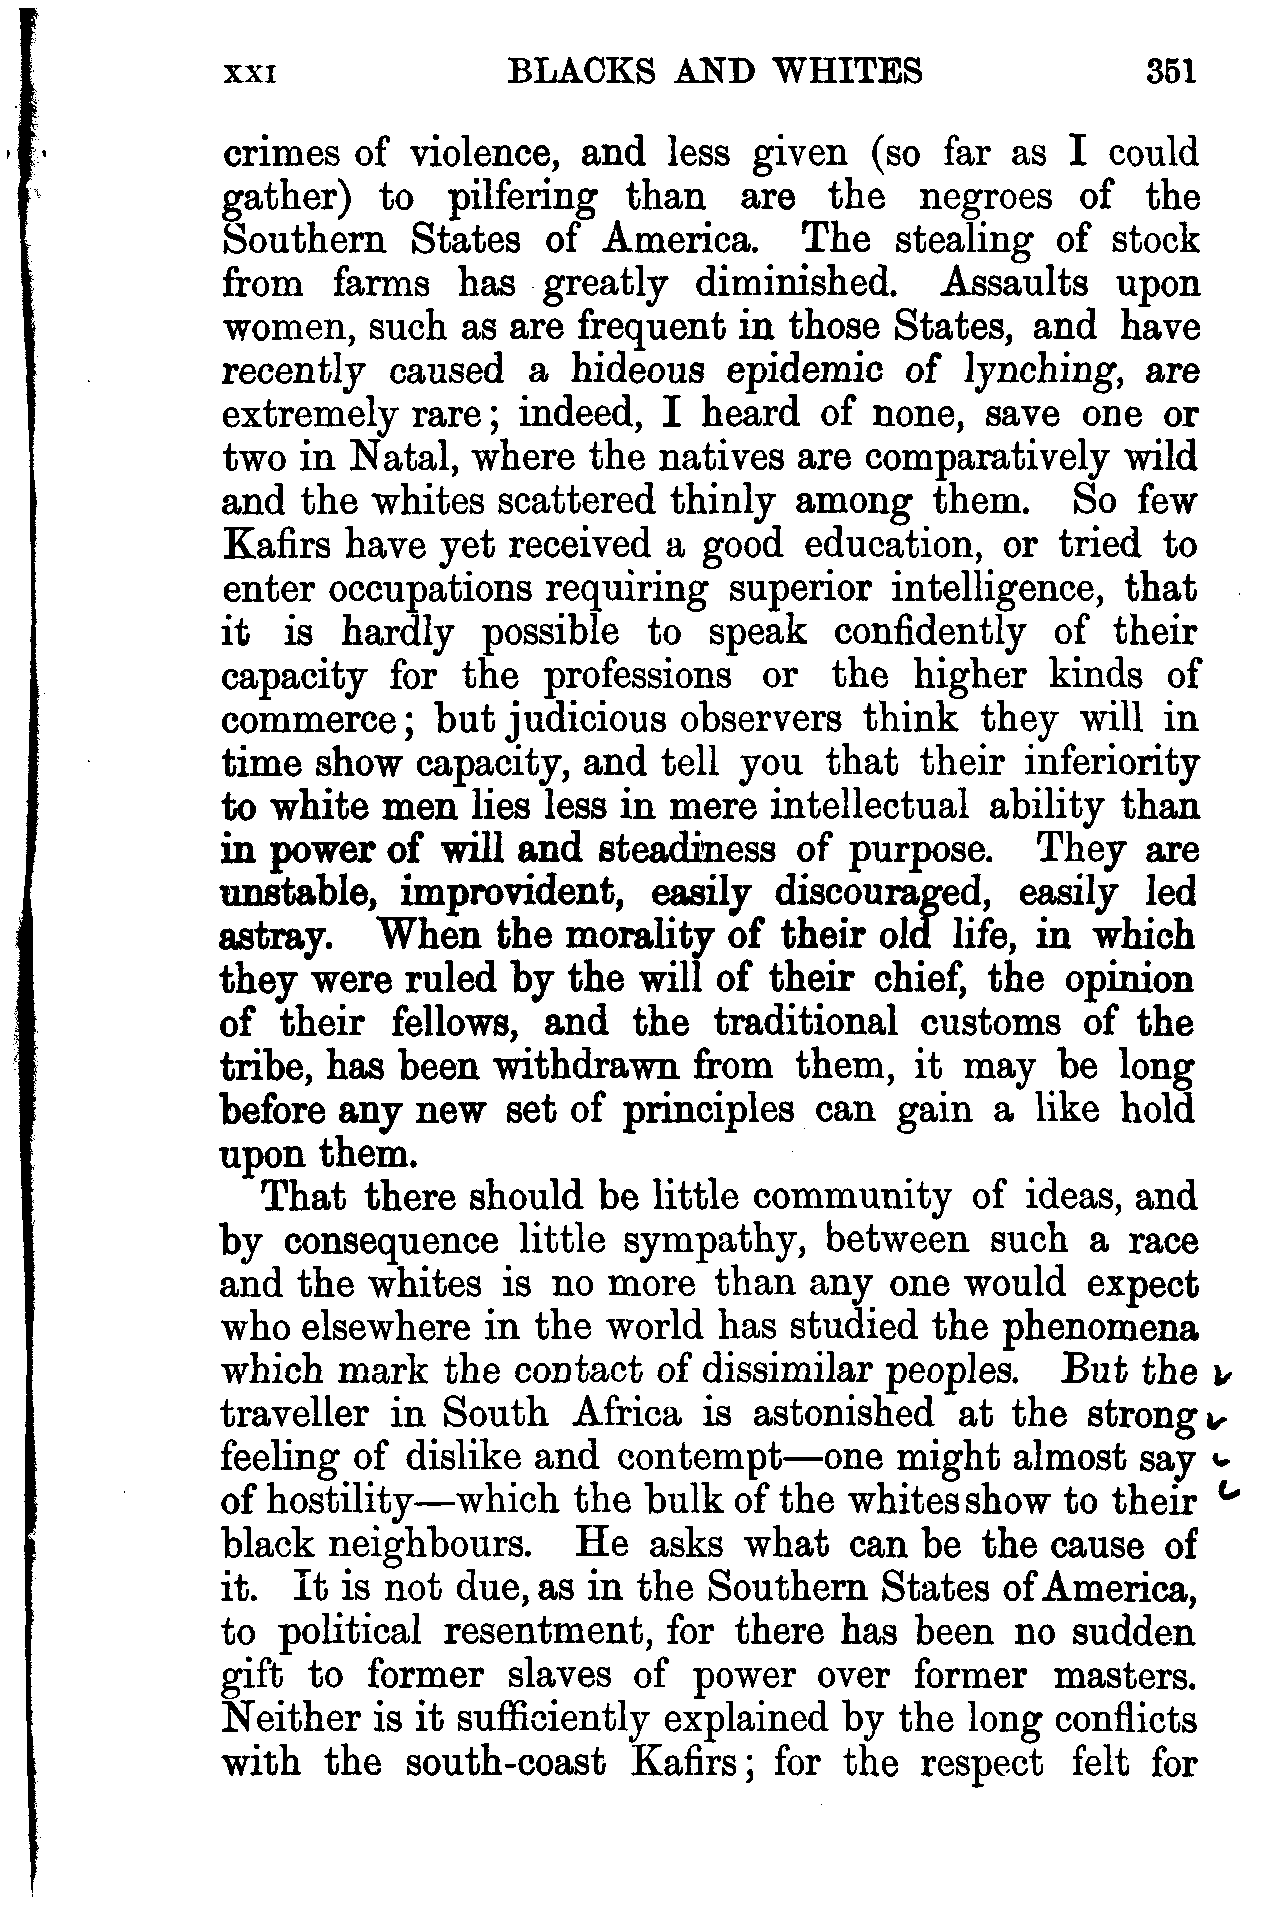 XXI BLACKS AND WHITES 351
crimes of violence, and less given (so far as I could
gather) to pilfering than are the negroes of the
Southern States of America. The stealing of stock
from farms has greatly diminished. Assaults upon
women, such as are frequent in those States, and have
recently caused a hideous epidemic of lynching, are
extremely rare; indeed, I heard of none, save one or
two in Natal, where the natives are comparatively wild
and the whites scattered thinly among them. So few
Kafirs have yet received a good education, or tried to
enter occupations requiring superior intelligence, that
it is hardly possible to speak confidently of their
capacity for the professions or the higher kinds of
commerce; but judicious observers think they will in
time show capacity, and tell you that their inferiority
to white men lies less in mere intellectual ability than
in power of will and steadiness of purpose. They are
unstable, improvident, easily discouraged, easily led
astray. When the morality of their old life, in which
they were ruled by the will of their chief, the opinion
of their fellows, and the traditional customs of the
tribe, has been withdrawn from them, it may be long
before any new set of principles can gain a like hold
upon them.
That there should be little community of ideas, and
by consequence little sympathy, between such a race
and the whites is no more than any one would expect
who elsewhere in the world has studied the phenomena
which mark the contact of dissimilar peoples. But the
traveller in South Africa is astonished at the strong
feeling of dislike and contempt—one might almost say
of hostility—which the bulk of the whites show to their
black neighbours. He asks what can be the cause of
it. It is not due, as in the Southern States of America,
to political resentment, for there has been no sudden
gift to former slaves of power over former masters.
Neither is it sufficiently explained by the long conflicts
with the south-coast Kafirs; for the respect felt for